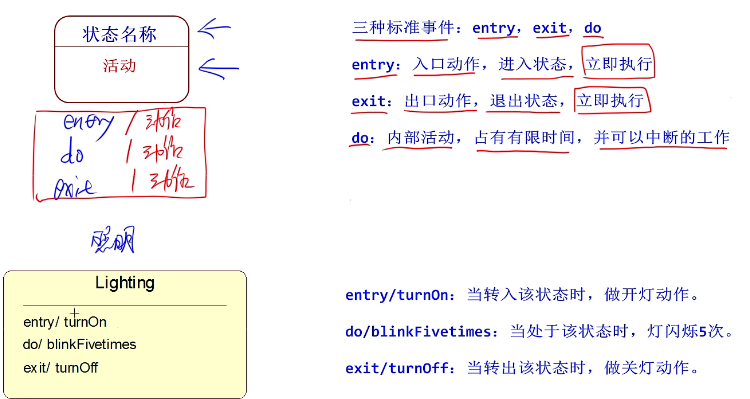 状态名称
活动
entry / 动作
do / 动作
exit / 动作
三种标准事件：entry，exit，do
entry：入口动作，进入状态，立即执行
exit：出口动作，退出状态，立即执行
do：内部活动，占有有限时间，并可以中断的工作
照明
Lighting
entry/ turnOn
do/ blinkFivetimes
exit/ turnOff
entry/turnOn：当转入该状态时，做开灯动作。
do/blinkFivetimes：当处于该状态时，灯闪烁5次。
exit/turnOff：当转出该状态时，做关灯动作。